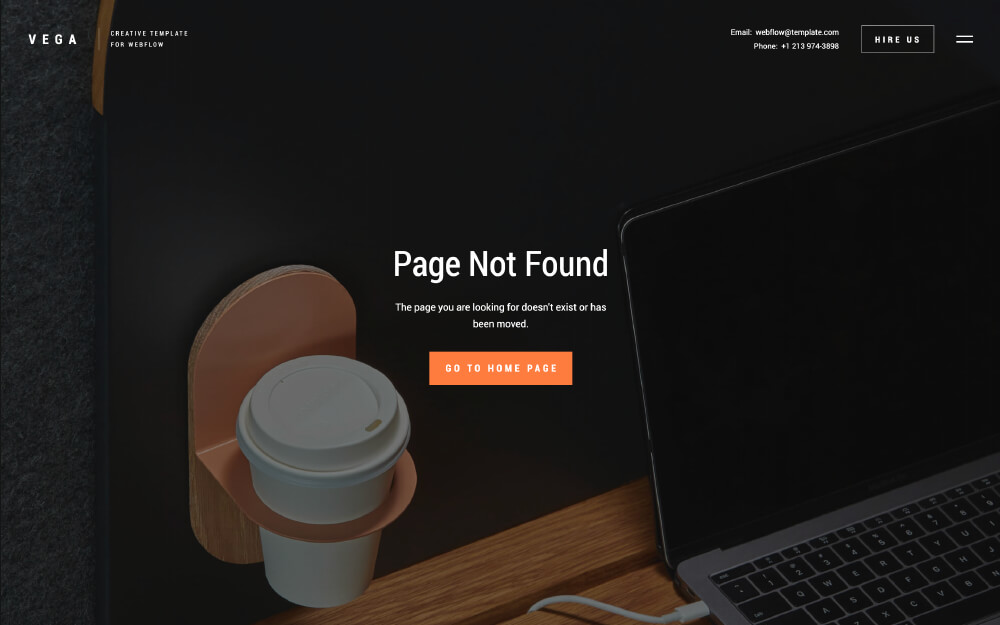 VEGA
CREATIVE TEMPLATE
FOR WEBFLOW
Email: webflow@template.com
Phone: +1 213 974-3898
HIRE US
Page Not Found
The page you are looking for doesn't exist or has
been moved.
GO TO HOME PAGE